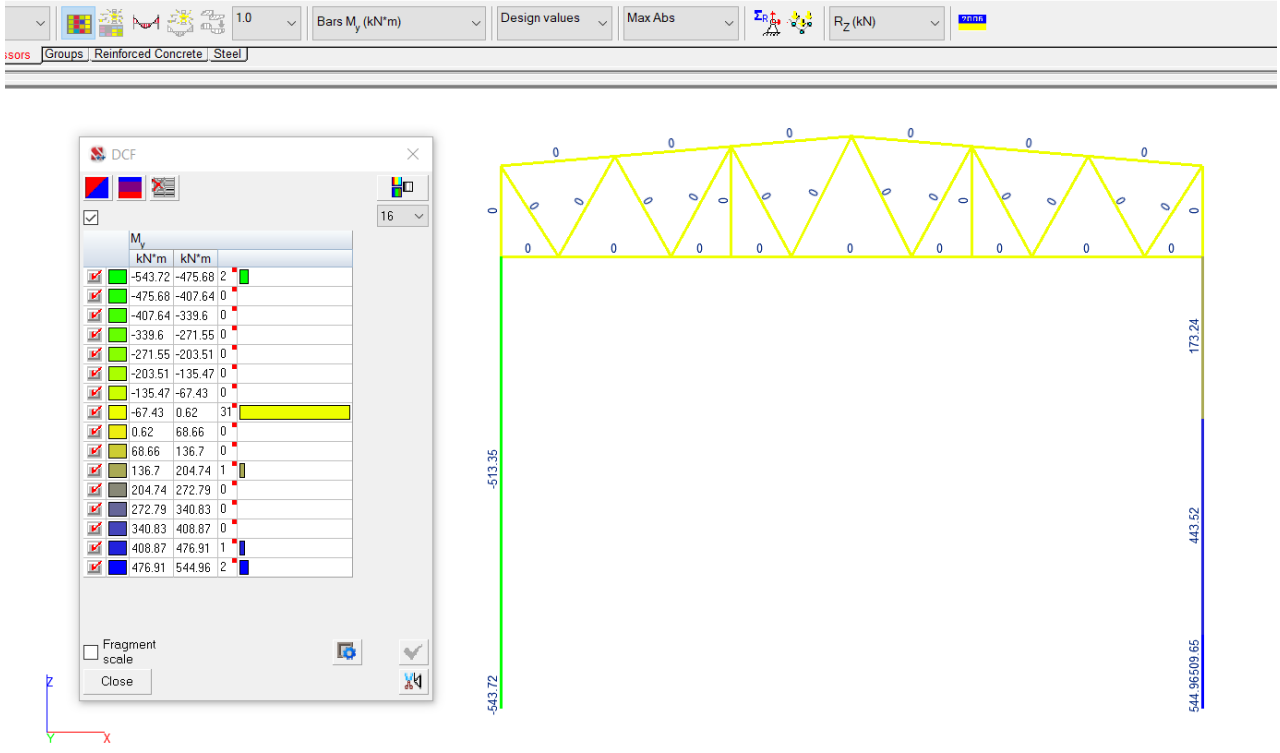 1.0 Bars My (kN*m) Design values Max Abs ΣR RZ (kN) 2006
ssors Groups Reinforced Concrete Steel
DCF
16
My
kN*m kN*m
-543.72 -475.68 2
-475.68 -407.64 0
-407.64 -339.6 0
-339.6 -271.55 0
-271.55 -203.51 0
-203.51 -135.47 0
-135.47 -67.43 0
-67.43 0.62 31
0.62 68.66 0
68.66 136.7 0
136.7 204.74 1
204.74 272.79 0
272.79 340.83 0
340.83 408.87 0
408.87 476.91 1
476.91 544.96 2
Fragment
scale
Close
Z
Y X
0 0 0 0 0 0
0 0 0 0 0 0 0 0 0 0 0 0 0 0 0 0
0 0 0 0 0 0 0 0 0
-513.35
-543.72
173.24
443.52
544.96509.65